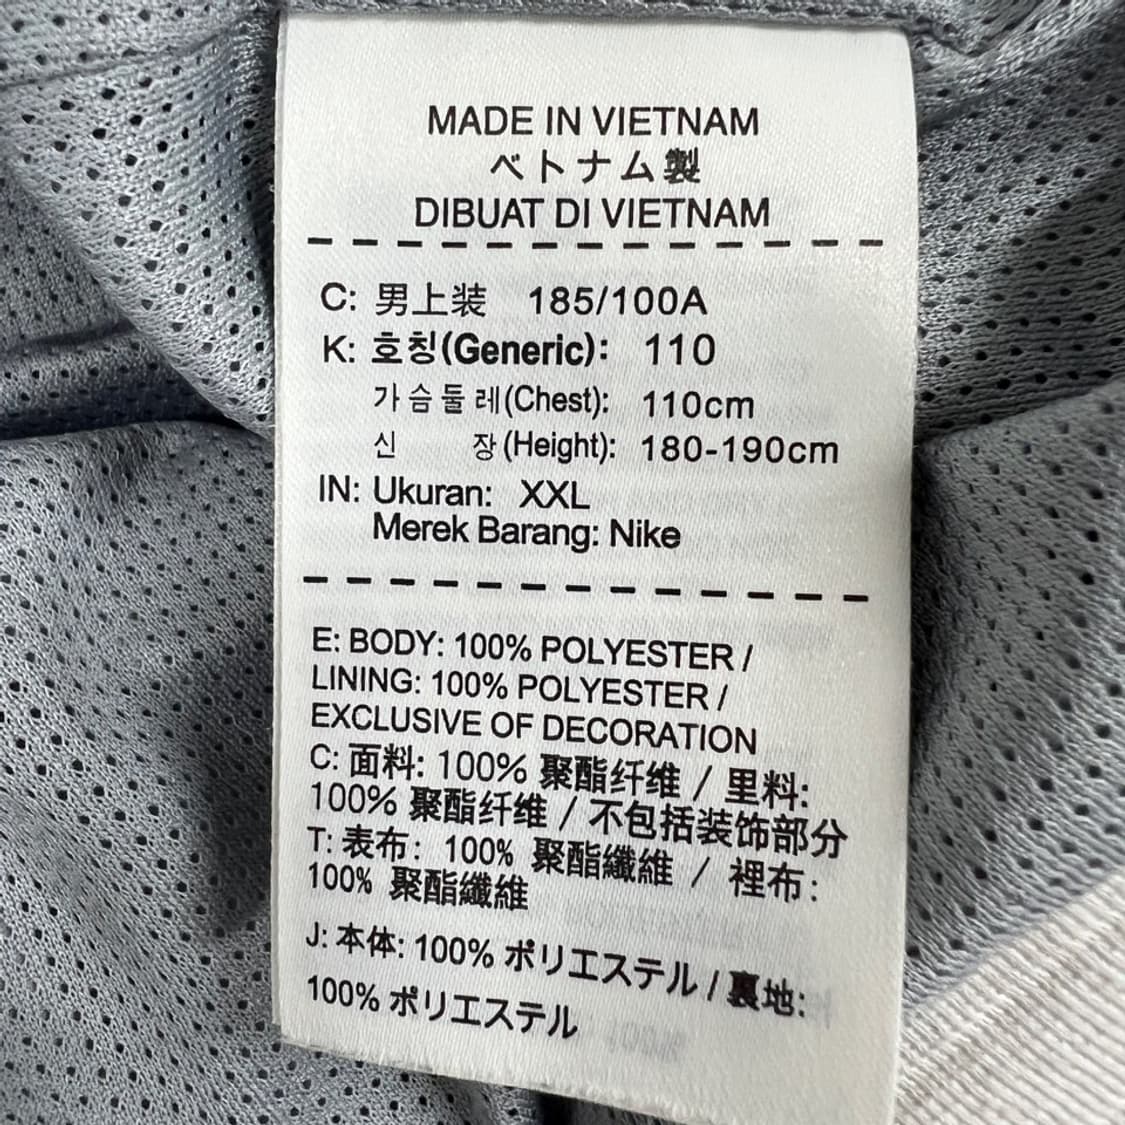 MADE IN VIETNAM
ベトナム製
DIBUAT DI VIETNAM
C: 男上装 185/100A
K: 호칭(Generic): 110
가슴둘레(Chest): 110cm
신 장(Height): 180-190cm
IN: Ukuran: XXL
Merek Barang: Nike
E: BODY: 100% POLYESTER /
LINING: 100% POLYESTER /
EXCLUSIVE OF DECORATION
C: 面料: 100% 聚酯纤维 / 里料:
100% 聚酯纤维 / 不包括装饰部分
T: 表布: 100% 聚酯纖維 / 裡布:
100% 聚酯纖維
J: 本体: 100% ポリエステル / 裏地:
100% ポリエステル